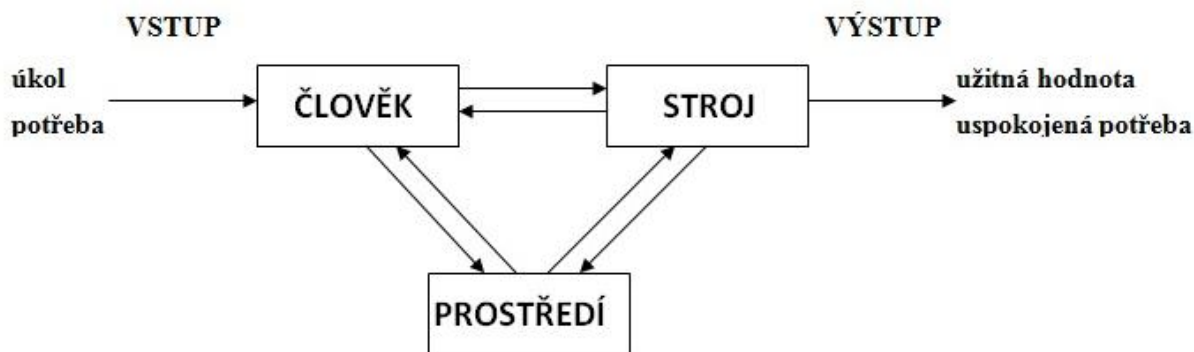 VSTUP
VÝSTUP
úkol
potřeba
ČLOVĚK
STROJ
užitná hodnota
uspokojená potřeba
PROSTŘEDÍ